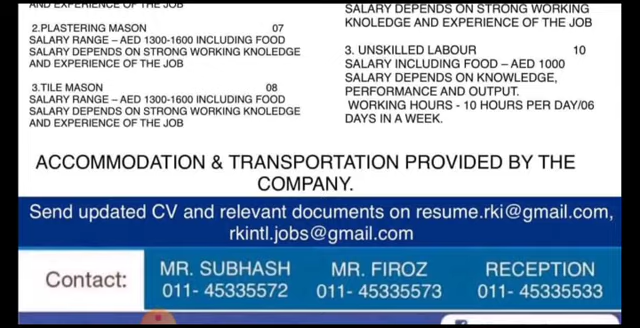 AND EXPERIENCE OF THE JOB
2.PLASTERING MASON 07
SALARY RANGE – AED 1300-1600 INCLUDING FOOD
SALARY DEPENDS ON STRONG WORKING KNOLEDGE
AND EXPERIENCE OF THE JOB
3.TILE MASON 08
SALARY RANGE – AED 1300-1600 INCLUDING FOOD
SALARY DEPENDS ON STRONG WORKING KNOLEDGE
AND EXPERIENCE OF THE JOB
SALARY DEPENDS ON STRONG WORKING
KNOLEDGE AND EXPERIENCE OF THE JOB
3. UNSKILLED LABOUR 10
SALARY INCLUDING FOOD – AED 1000
SALARY DEPENDS ON KNOWLEDGE,
PERFORMANCE AND OUTPUT.
WORKING HOURS - 10 HOURS PER DAY/06
DAYS IN A WEEK.
ACCOMMODATION & TRANSPORTATION PROVIDED BY THE
COMPANY.
Send updated CV and relevant documents on resume.rki@gmail.com,
rkintl.jobs@gmail.com
Contact:
MR. SUBHASH
011- 45335572
MR. FIROZ
011- 45335573
RECEPTION
011- 45335533